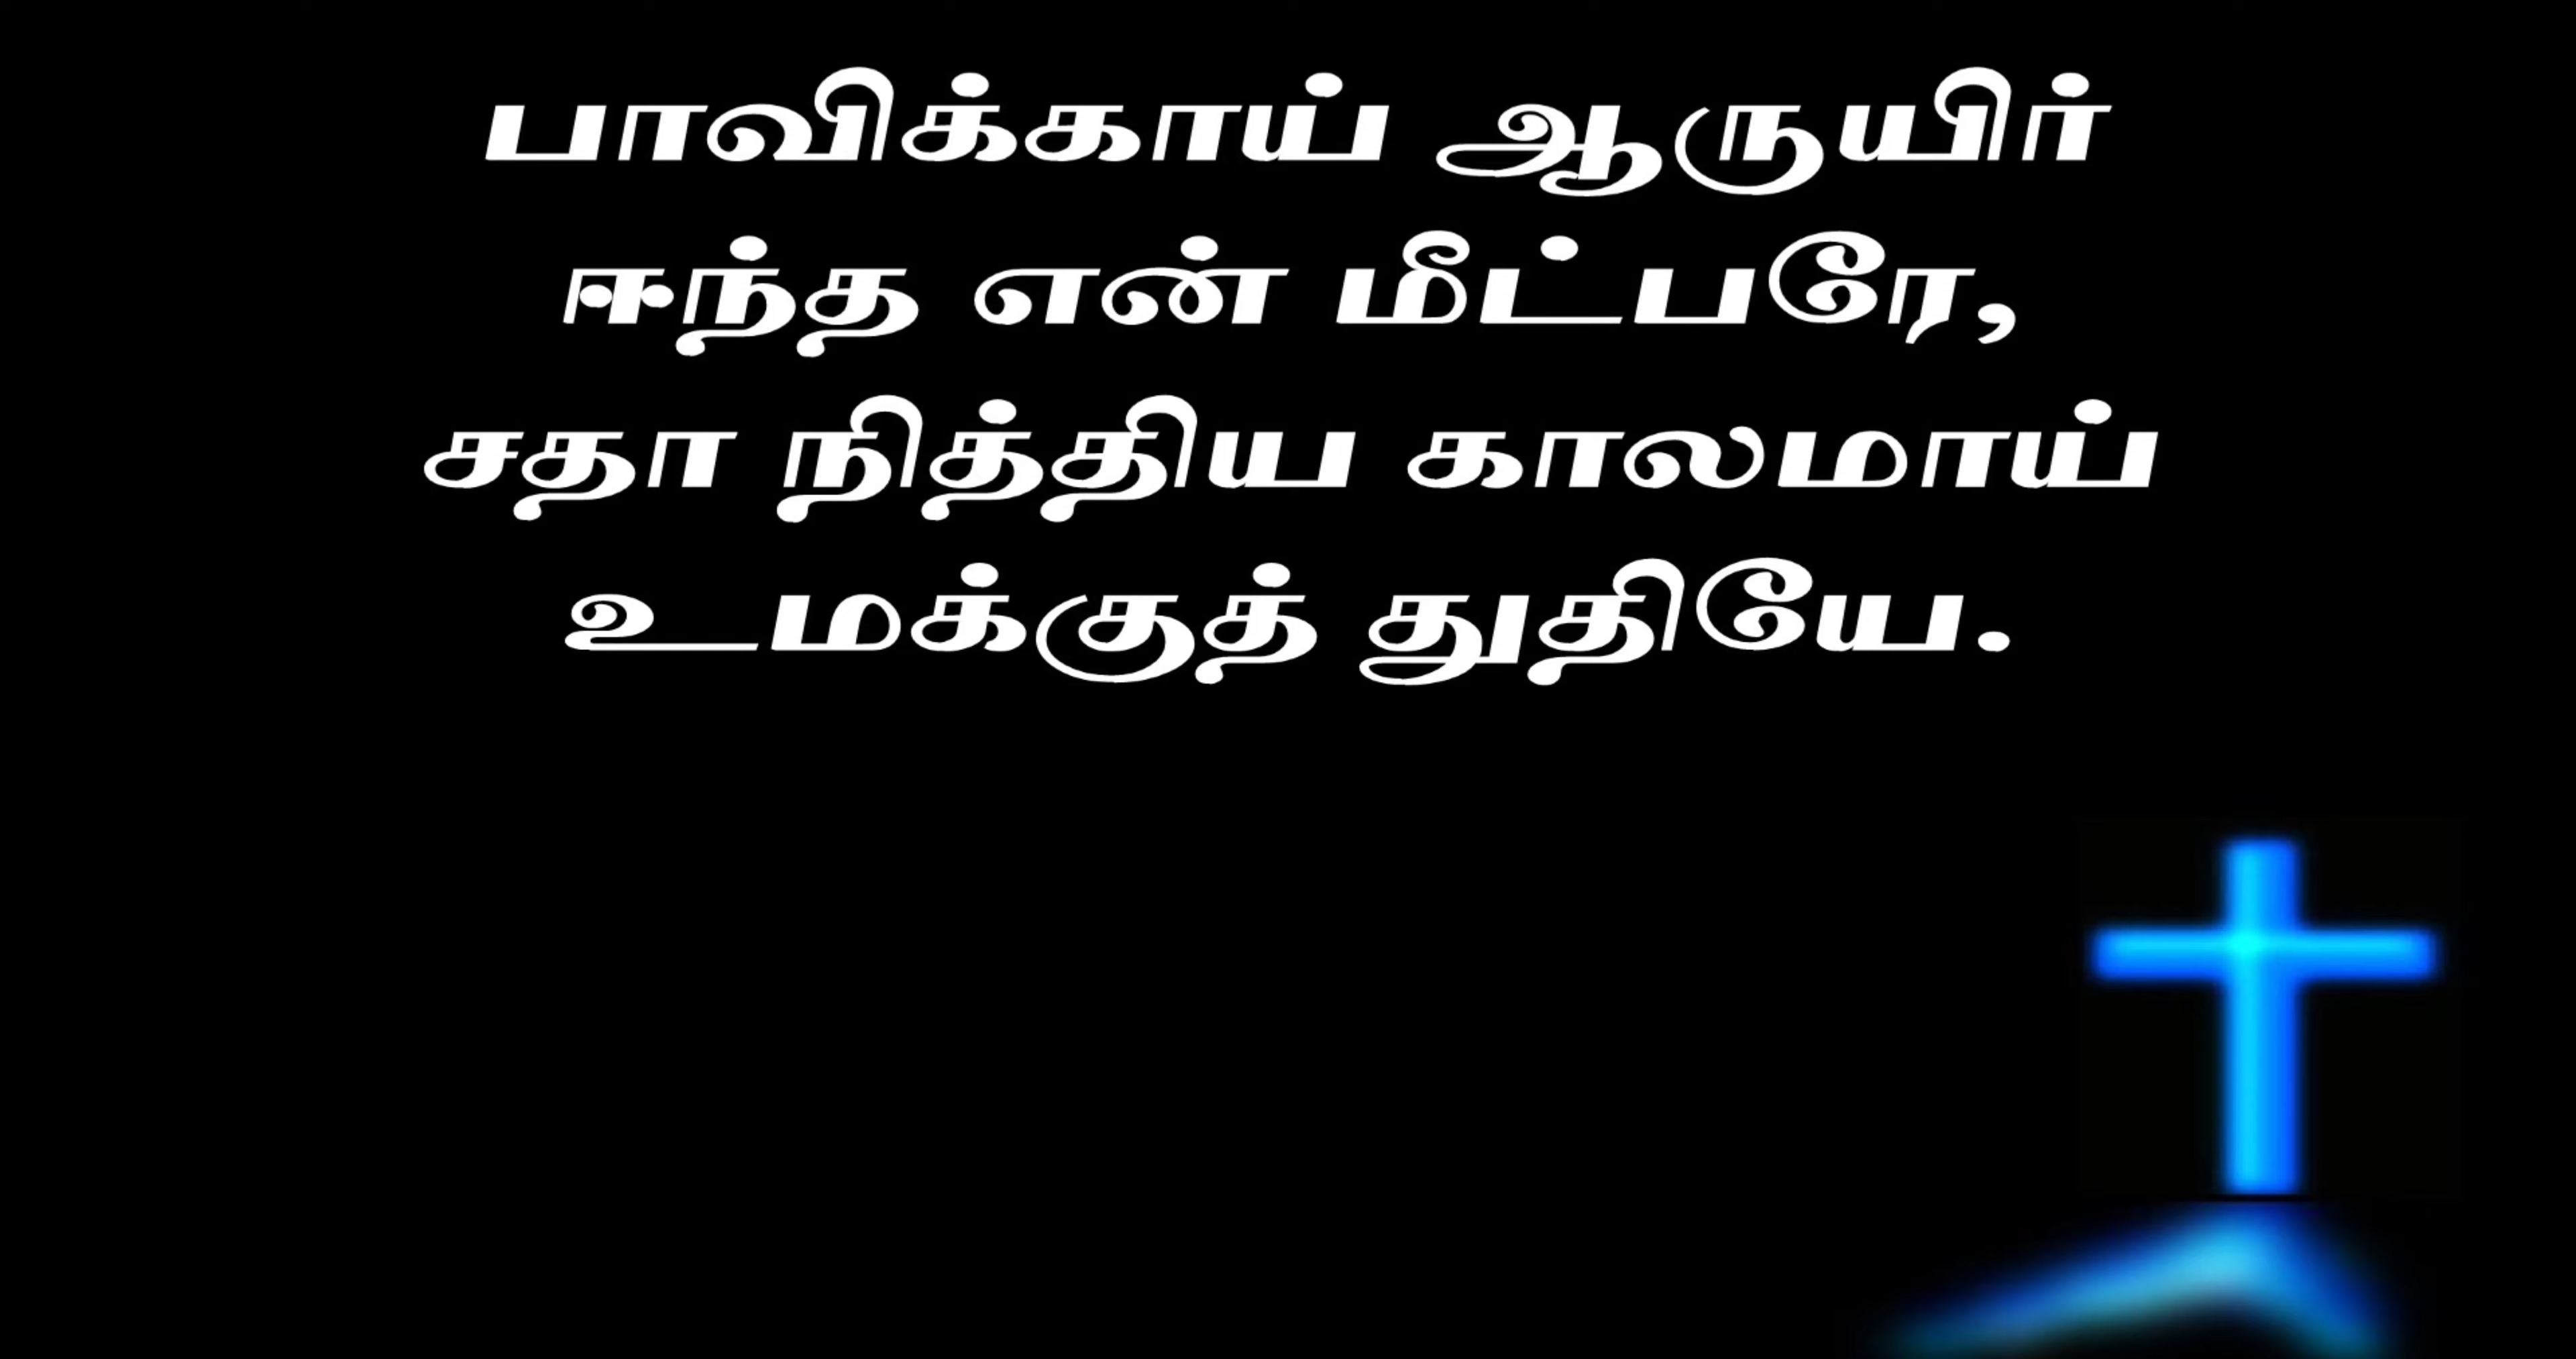 பாவிக்காய் ஆருயிர்
ஈந்த என் மீட்பரே,
சதா நித்திய காலமாய்
உமக்குத் துதியே.